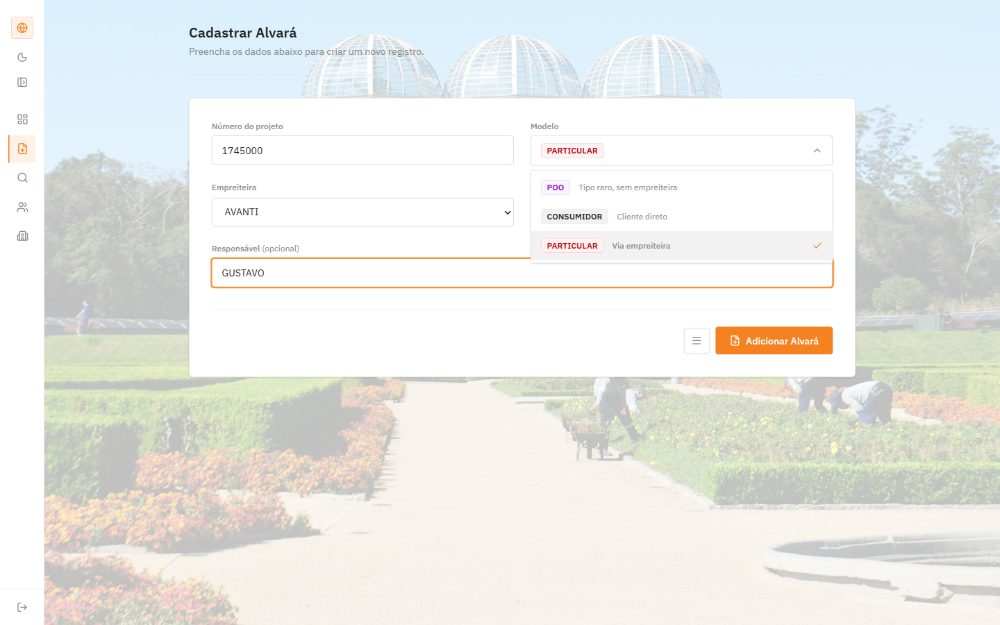 Cadastrar Alvará
Preencha os dados abaixo para criar um novo registro.
Número do projeto
1745000
Modelo
PARTICULAR
POO Tipo raro, sem empreiteira
CONSUMIDOR Cliente direto
PARTICULAR Via empreiteira
Empreiteira
AVANTI
Responsável (opcional)
GUSTAVO
Adicionar Alvará